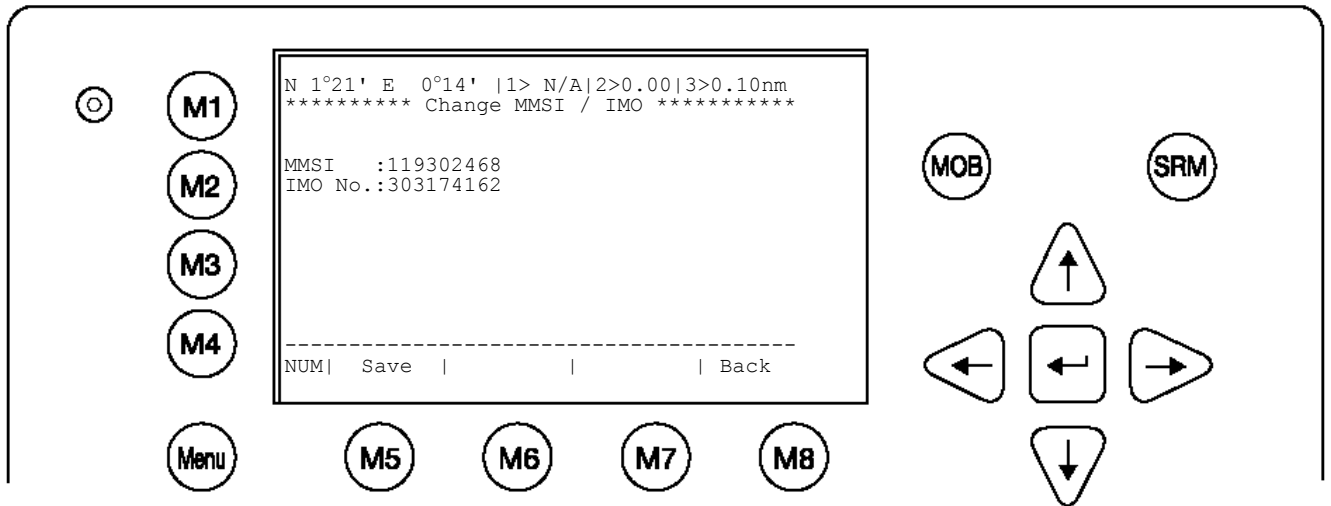 N 1°21' E  0°14' |1> N/A|2>0.00|3>0.10nm
********** Change MMSI / IMO ***********
M1
MMSI   :119302468
IMO No.:303174162
M2
MOB
SRM
M3
M4
----------------------------------------
NUM|  Save  |         |         | Back
Menu
M5
M6
M7
M8